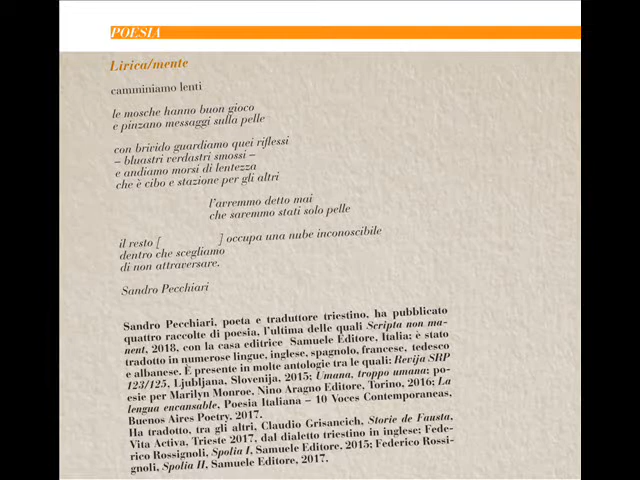 POESIA
Lirica/mente
camminiamo lenti
le mosche hanno buon gioco
e pinzano messaggi sulla pelle
con brivido guardiamo quei riflessi
– bluastri verdastri smossi –
e andiamo morsi di lentezza
che è cibo e stazione per gli altri
l'avremmo detto mai
che saremmo stati solo pelle
il resto [ ] occupa una nube inconoscibile
dentro che scegliamo
di non attraversare.
Sandro Pecchiari
Sandro Pecchiari, poeta e traduttore triestino, ha pubblicato
quattro raccolte di poesia, l'ultima delle quali Scripta non ma-
nent, 2018, con la casa editrice Samuele Editore, Italia; è stato
tradotto in numerose lingue, inglese, spagnolo, francese, tedesco
e albanese. È presente in molte antologie tra le quali: Revija SRP
123/125, Ljubljana, Slovenija, 2015; Umana, troppo umana; po-
esie per Marilyn Monroe, Nino Aragno Editore, Torino, 2016; La
lengua encansable, Poesia Italiana – 10 Voces Contemporaneas,
Buenos Aires Poetry, 2017.
Ha tradotto, tra gli altri, Claudio Grisancich, Storie de Fausta,
Vita Activa, Trieste 2017, dal dialetto triestino in inglese; Fede-
rico Rossignoli, Spolia I, Samuele Editore, 2015; Federico Rossi-
gnoli, Spolia II, Samuele Editore, 2017.